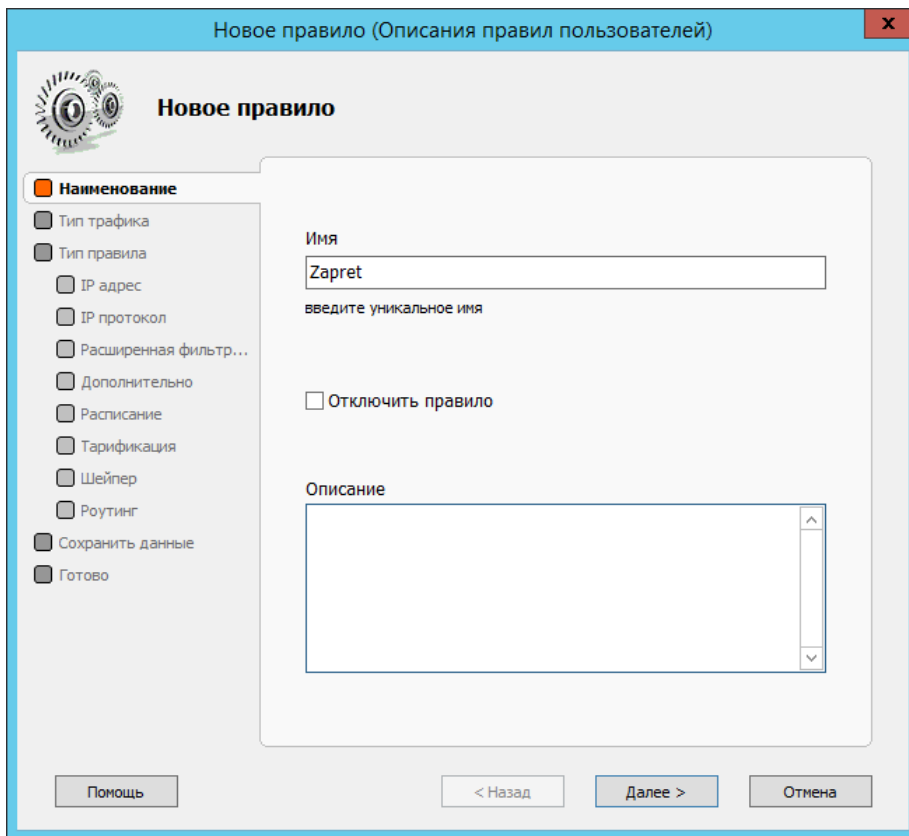 Новое правило (Описания правил пользователей)
x
Новое правило
Наименование
Тип трафика
Тип правила
IP адрес
IP протокол
Расширенная фильтр...
Дополнительно
Расписание
Тарификация
Шейпер
Роутинг
Сохранить данные
Готово
Имя
Zapret
введите уникальное имя
Отключить правило
Описание
Помощь
< Назад
Далее >
Отмена